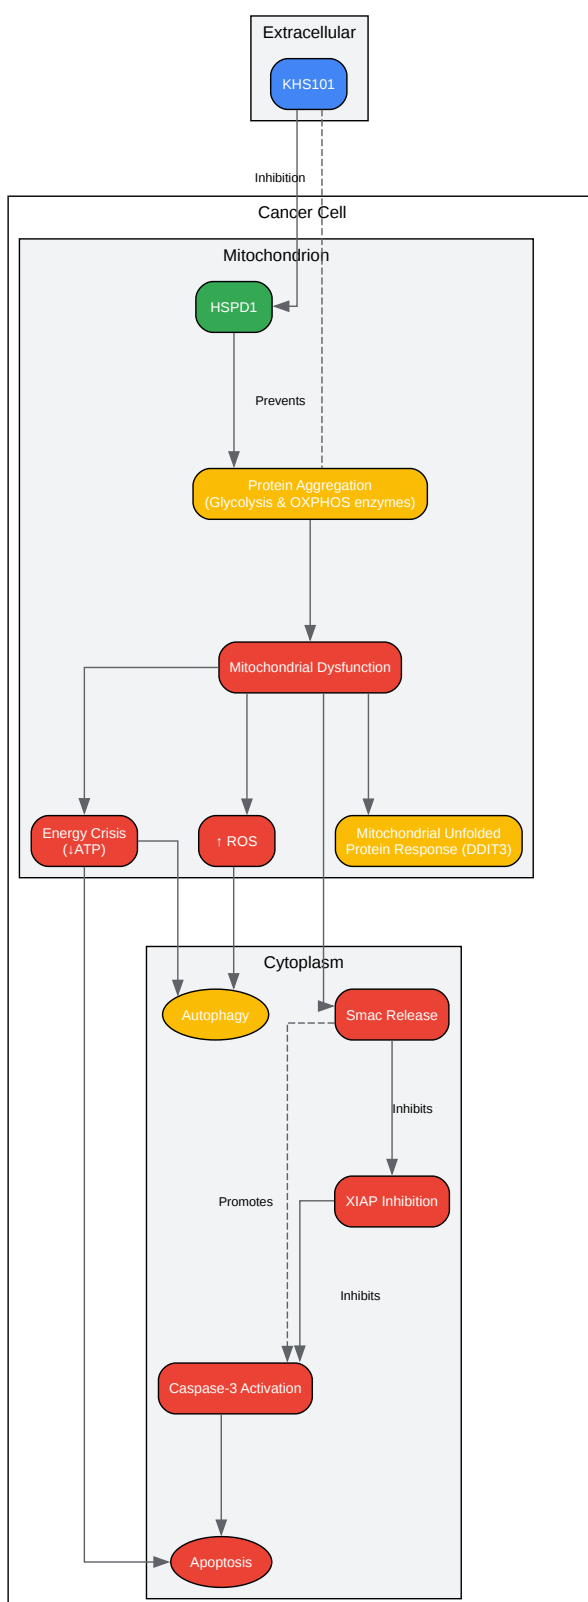 Extracellular
KHS101
Inhibition
Cancer Cell
Mitochondrion
HSPD1
Prevents
Protein Aggregation
(Glycolysis & OXPHOS enzymes)
Mitochondrial Dysfunction
Energy Crisis
(↓ATP)
↑ ROS
Mitochondrial Unfolded
Protein Response (DDIT3)
Cytoplasm
Autophagy
Smac Release
Inhibits
XIAP Inhibition
Promotes
Inhibits
Caspase-3 Activation
Apoptosis